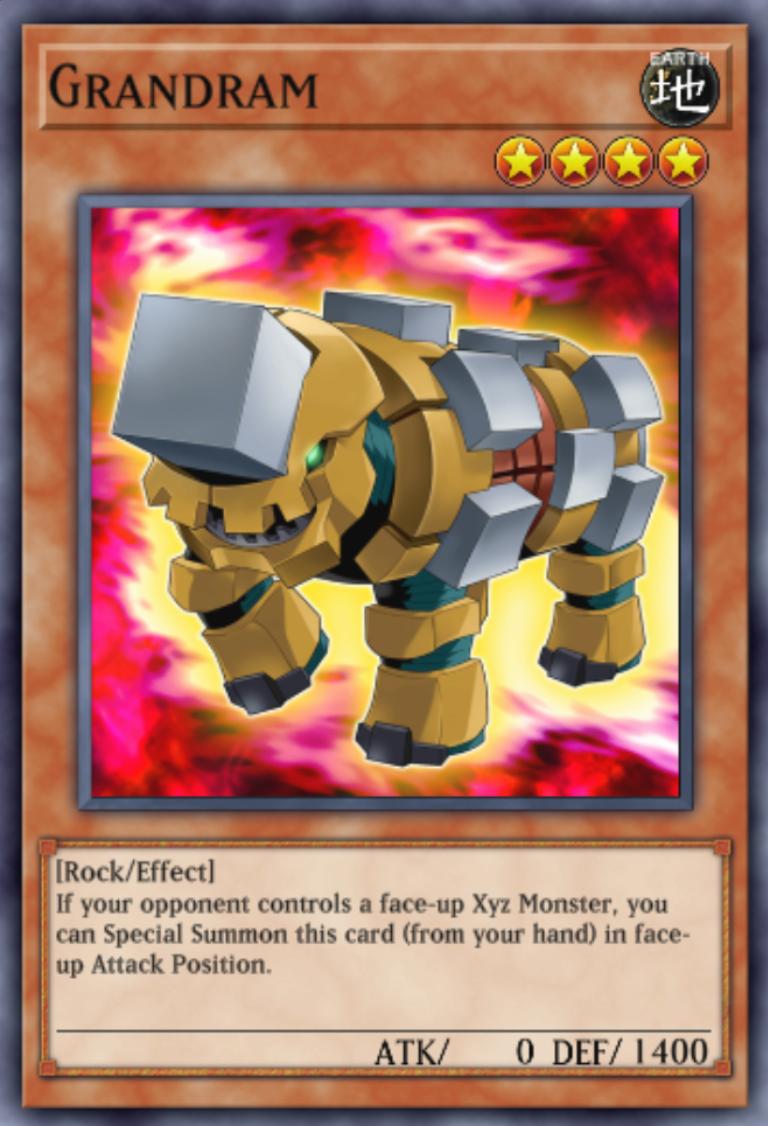 GRANDRAM
EARTH
地
[Rock/Effect]
If your opponent controls a face-up Xyz Monster, you
can Special Summon this card (from your hand) in face-
up Attack Position.
ATK/ 0 DEF/ 1400